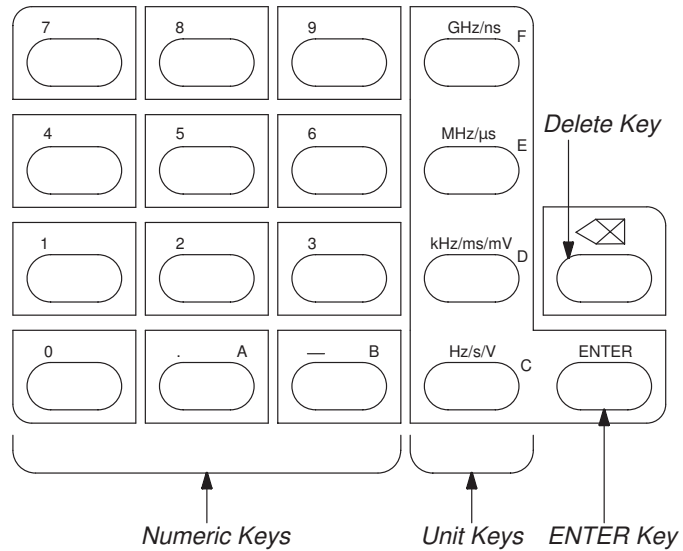 7 8 9 GHz/ns F
Delete Key
4 5 6 MHz/µs E
1 2 3 kHz/ms/mV D
0 . A — B Hz/s/V C ENTER
Numeric Keys Unit Keys ENTER Key